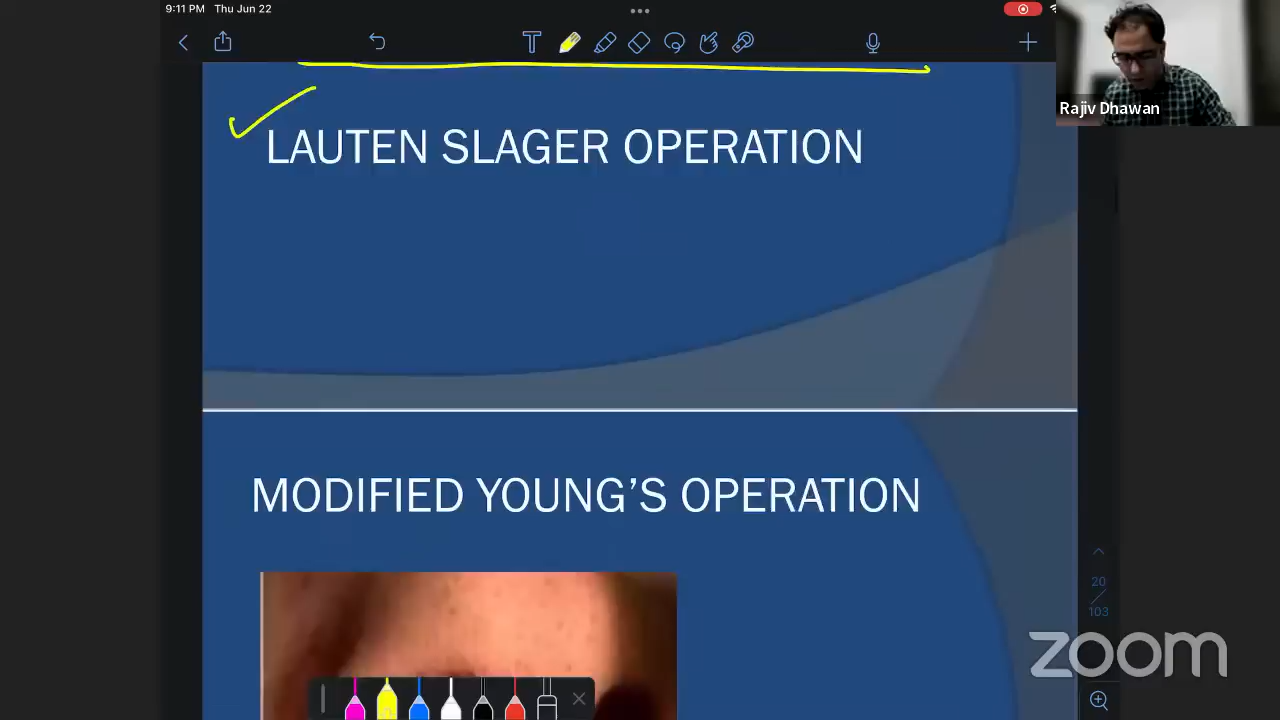 9:11 PM Thu Jun 22
Rajiv Dhawan
LAUTEN SLAGER OPERATION
MODIFIED YOUNG’S OPERATION
20
103
zoom